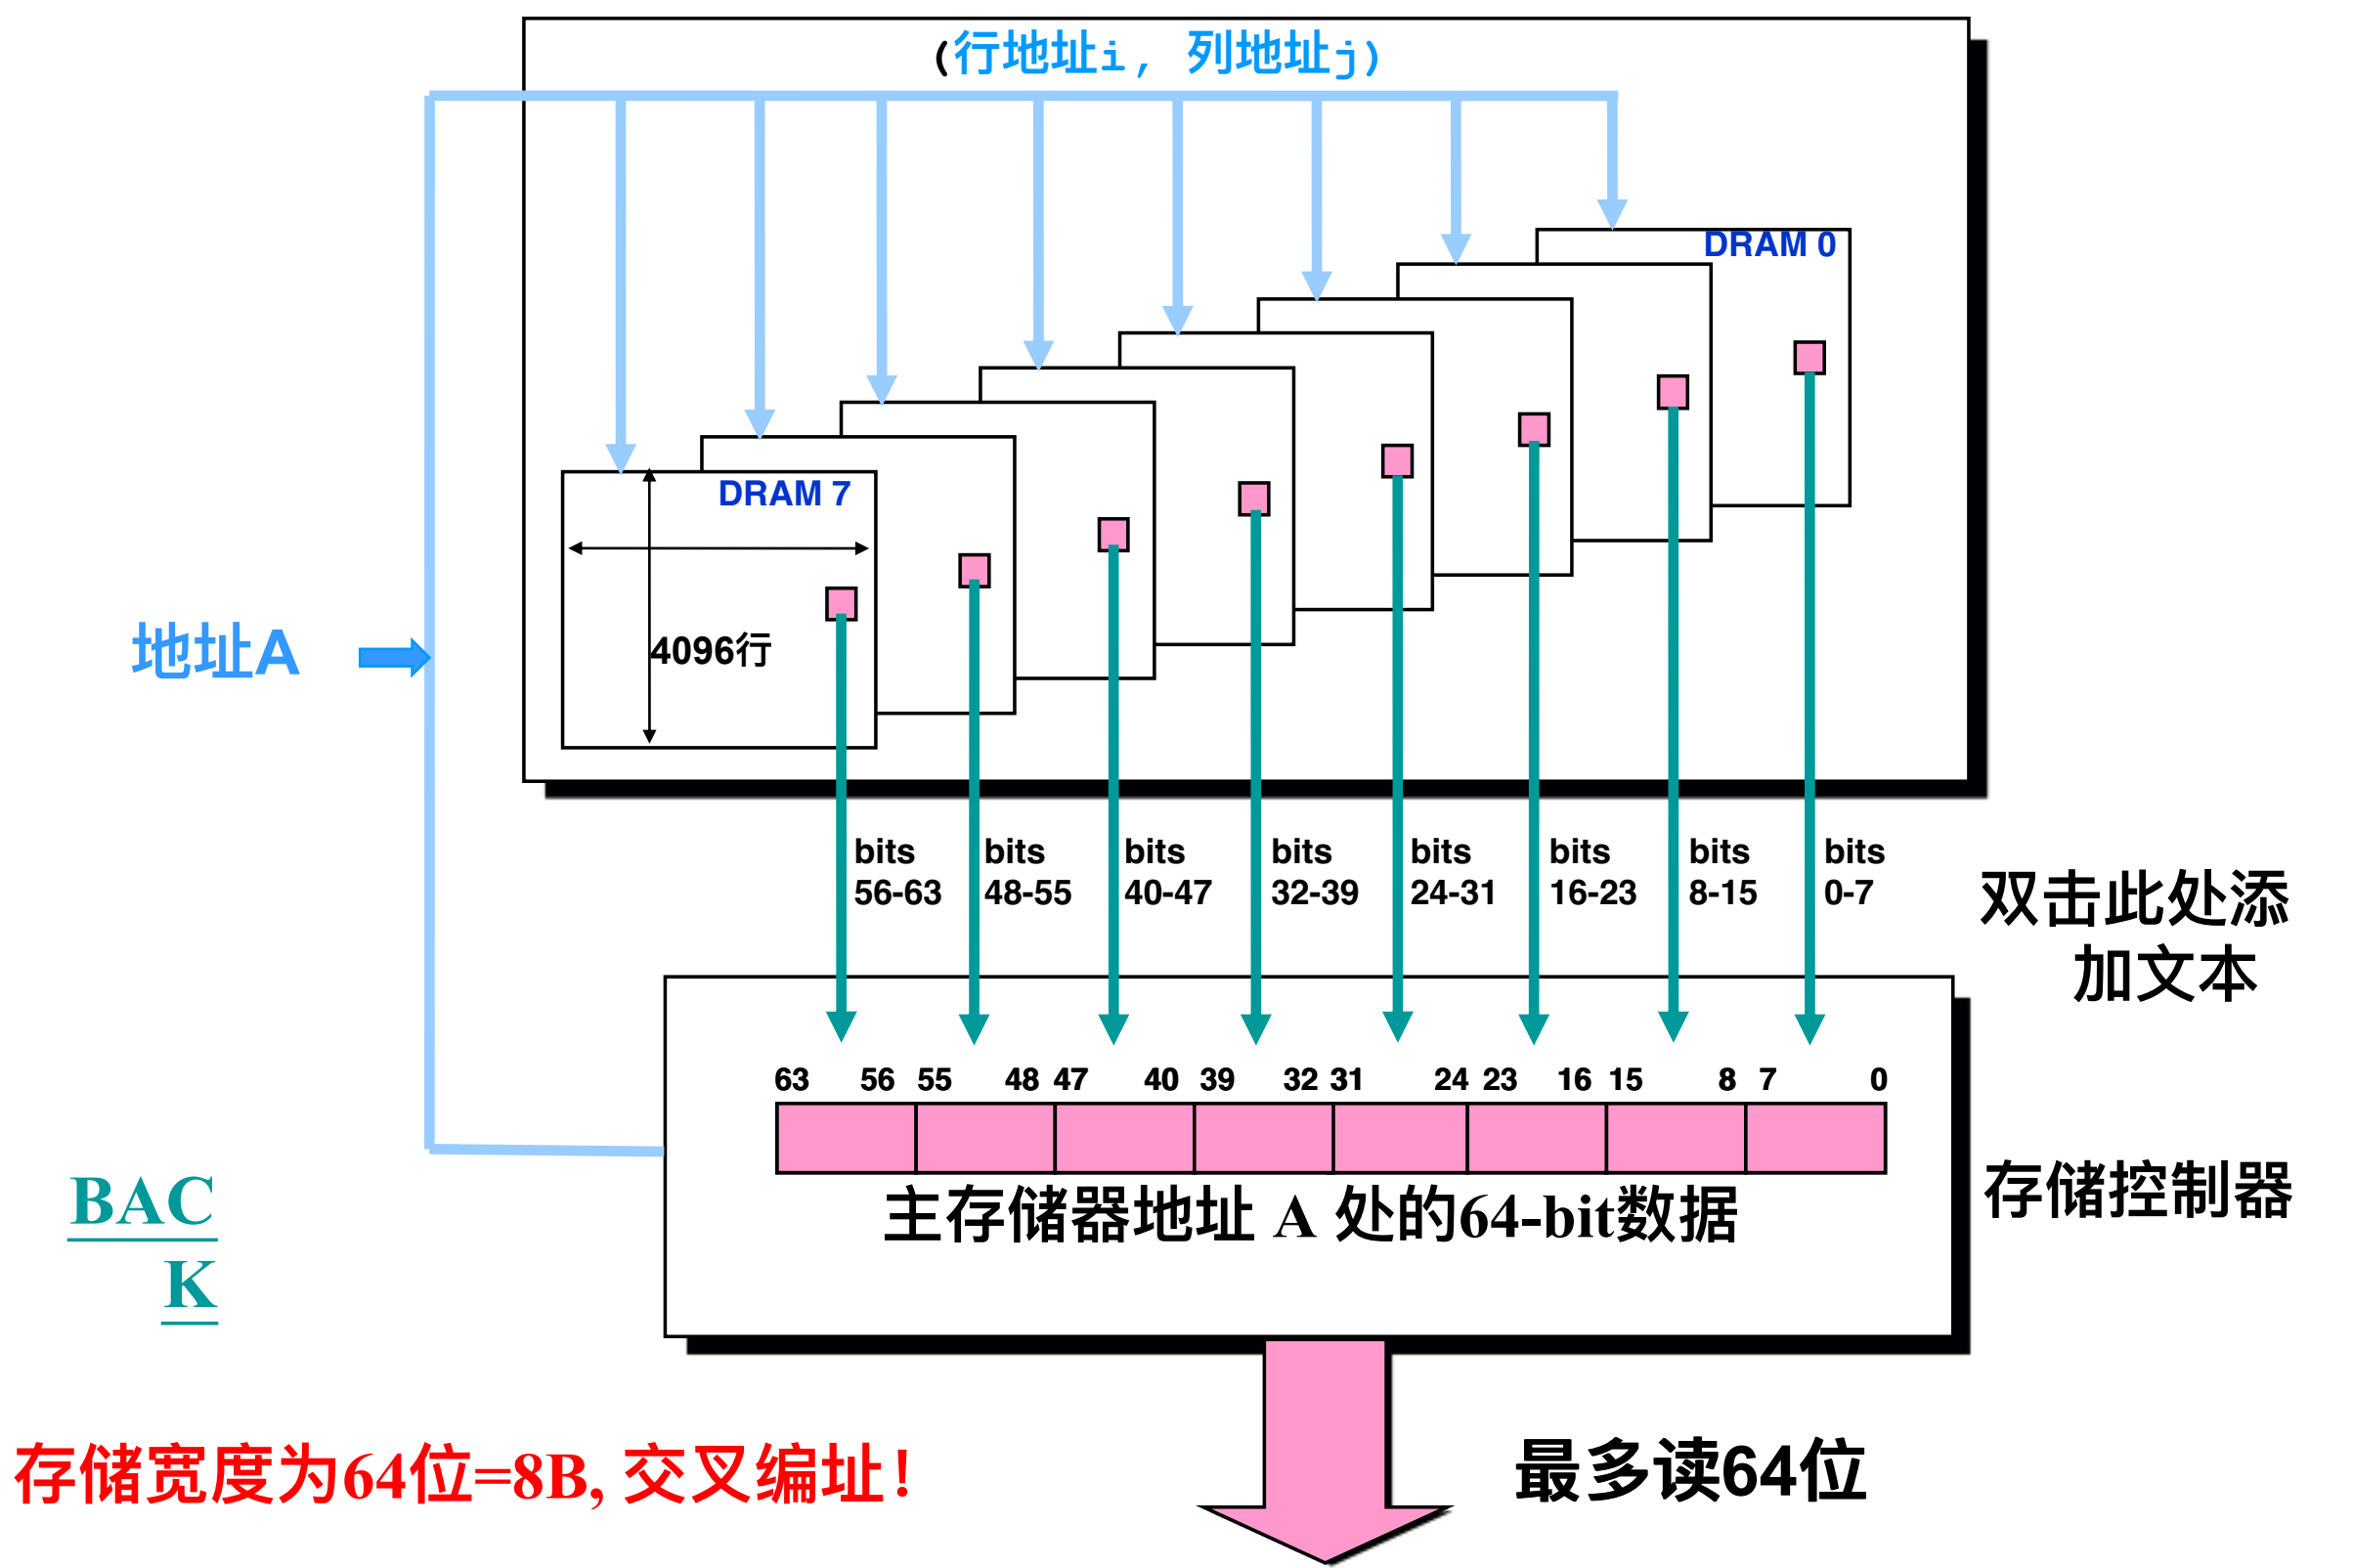 (行地址i, 列地址j)
DRAM 0
DRAM 7
4096行
地址A
bits
56-63
bits
48-55
bits
40-47
bits
32-39
bits
24-31
bits
16-23
bits
8-15
bits
0-7
双击此处添
加文本
63 56 55 48 47 40 39 32 31 24 23 16 15 8 7 0
主存储器地址 A 处的64-bit数据
存储控制器
BAC
K
存储宽度为64位=8B, 交叉编址！
最多读64位